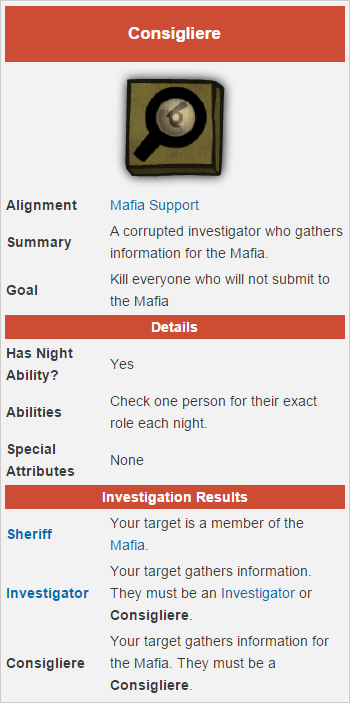 Consigliere
Alignment
Mafia Support
Summary
A corrupted investigator who gathers
information for the Mafia.
Goal
Kill everyone who will not submit to
the Mafia
Details
Has Night
Ability?
Yes
Abilities
Check one person for their exact
role each night.
Special
Attributes
None
Investigation Results
Sheriff
Your target is a member of the
Mafia.
Investigator
Your target gathers information.
They must be an Investigator or
Consigliere.
Consigliere
Your target gathers information for
the Mafia. They must be a
Consigliere.